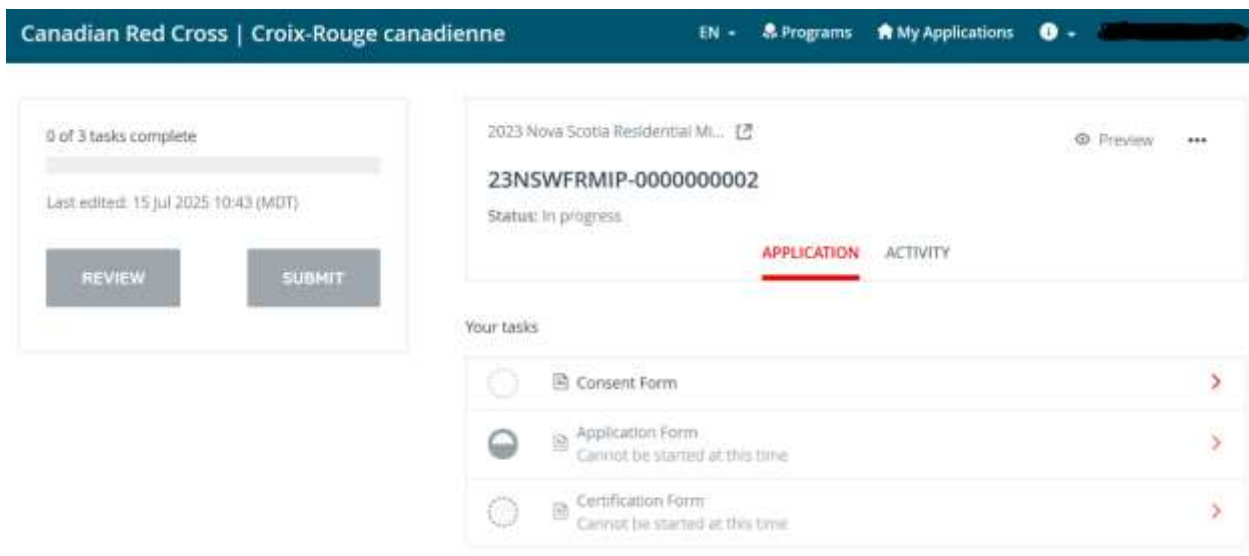 Canadian Red Cross | Croix-Rouge canadienne
EN
Programs
My Applications
0 of 3 tasks complete
Last edited: 15 Jul 2025 10:43 (MDT)
REVIEW
SUBMIT
2023 Nova Scotia Residential Mi...
Preview
...
23NSWFRMIP-0000000002
Status: In progress
APPLICATION
ACTIVITY
Your tasks
Consent Form
Application Form
Cannot be started at this time
Certification Form
Cannot be started at this time